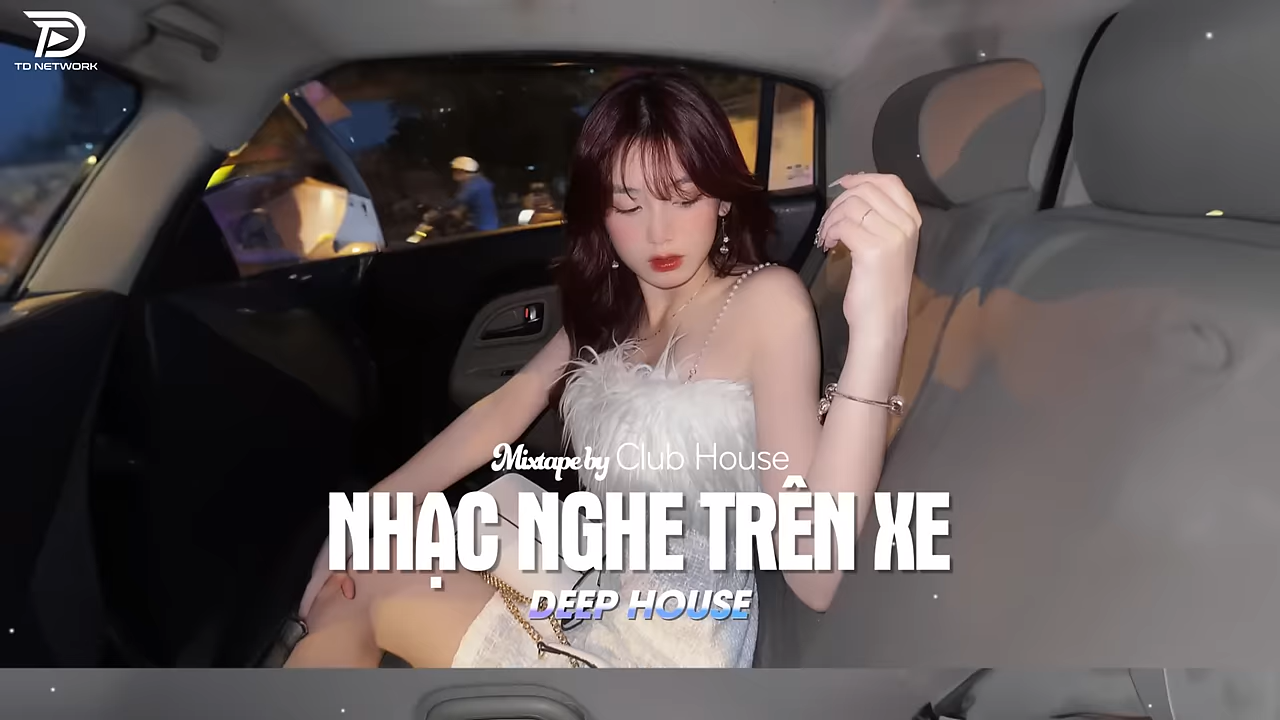 TD NETWORK
Mixtape by Club House
NHẠC NGHE TRÊN XE
DEEP HOUSE